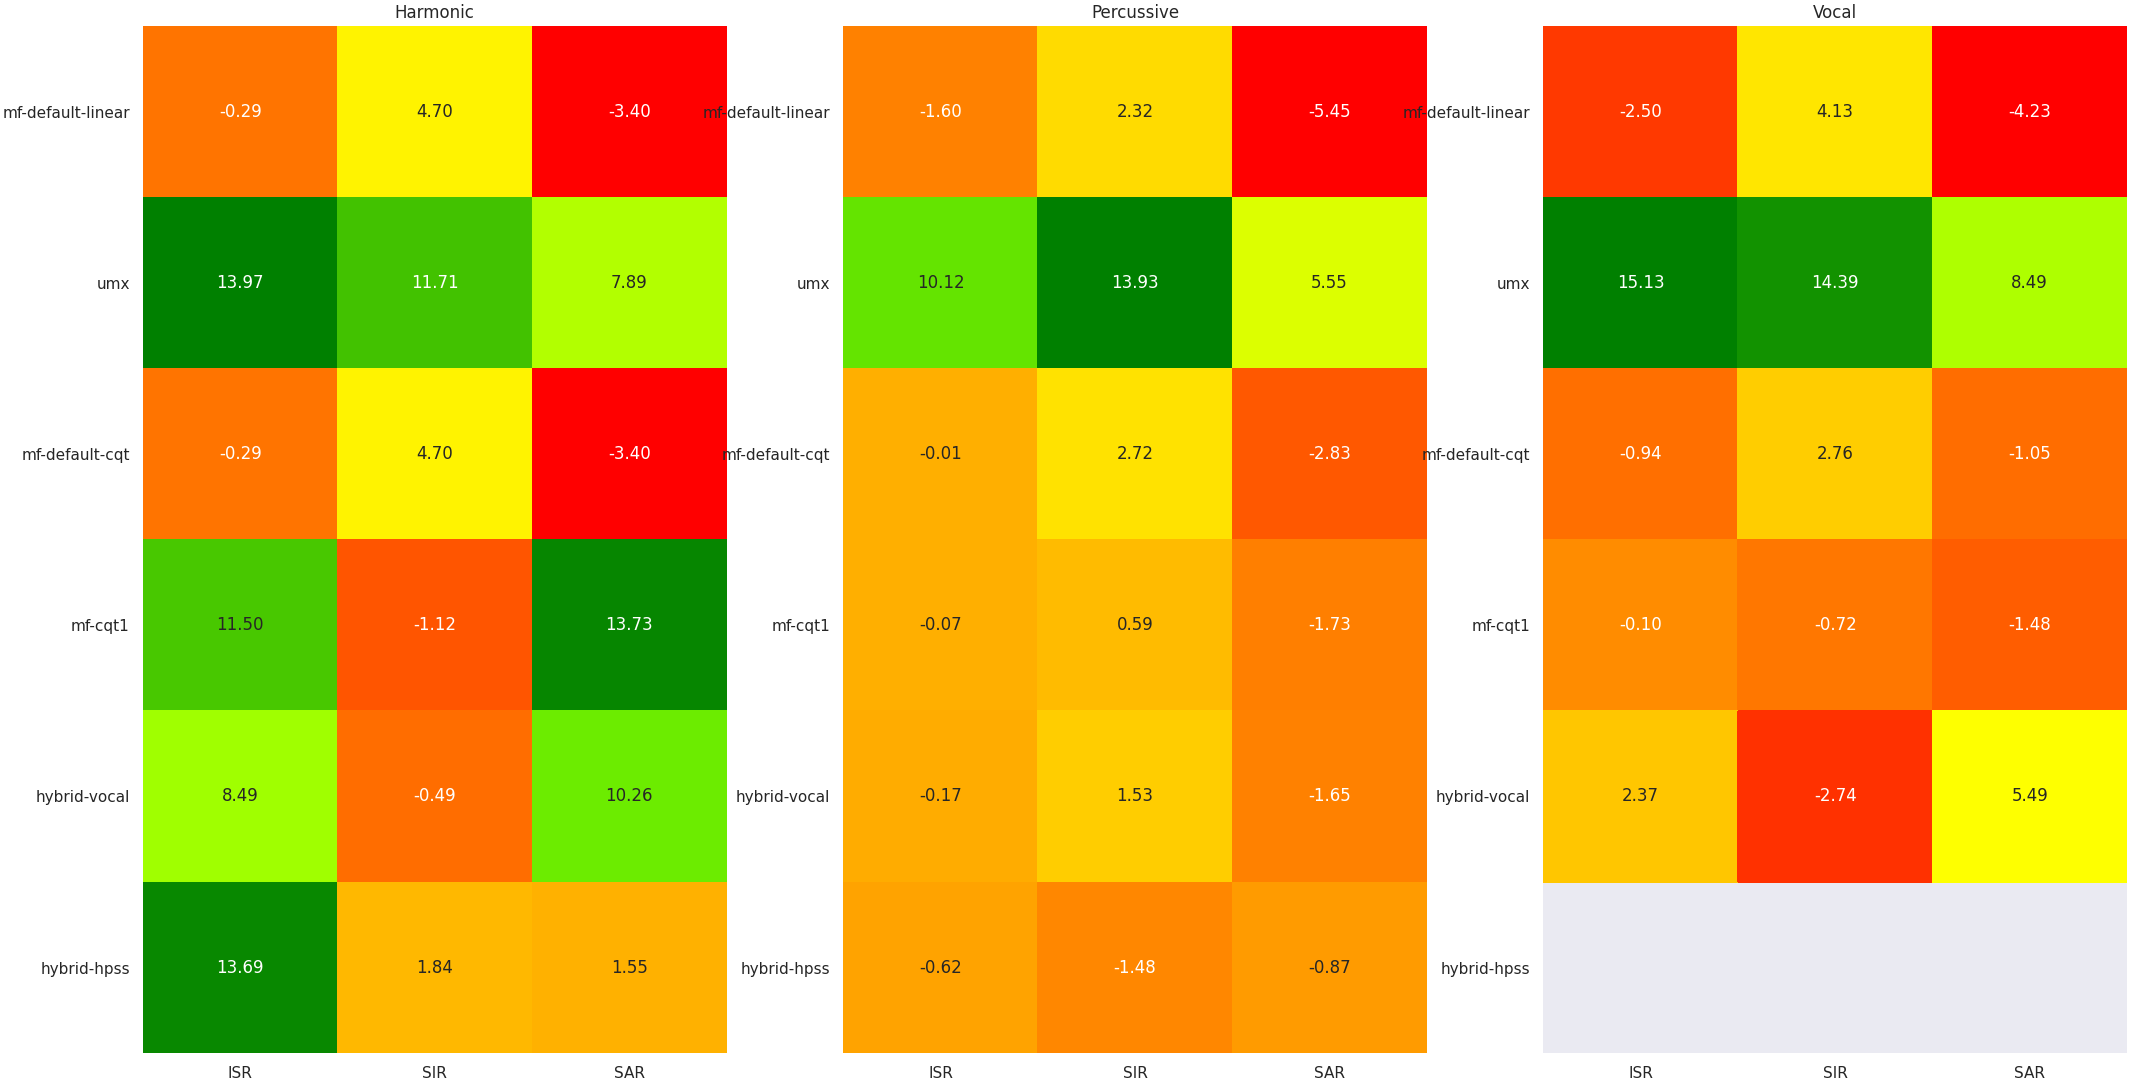 Harmonic Percussive Vocal
mf-default-linear -0.29 4.70 -3.40 mf-default-linear -1.60 2.32 -5.45 mf-default-linear -2.50 4.13 -4.23
umx 13.97 11.71 7.89 umx 10.12 13.93 5.55 umx 15.13 14.39 8.49
mf-default-cqt -0.29 4.70 -3.40 mf-default-cqt -0.01 2.72 -2.83 mf-default-cqt -0.94 2.76 -1.05
mf-cqt1 11.50 -1.12 13.73 mf-cqt1 -0.07 0.59 -1.73 mf-cqt1 -0.10 -0.72 -1.48
hybrid-vocal 8.49 -0.49 10.26 hybrid-vocal -0.17 1.53 -1.65 hybrid-vocal 2.37 -2.74 5.49
hybrid-hpss 13.69 1.84 1.55 hybrid-hpss -0.62 -1.48 -0.87 hybrid-hpss
ISR SIR SAR ISR SIR SAR ISR SIR SAR